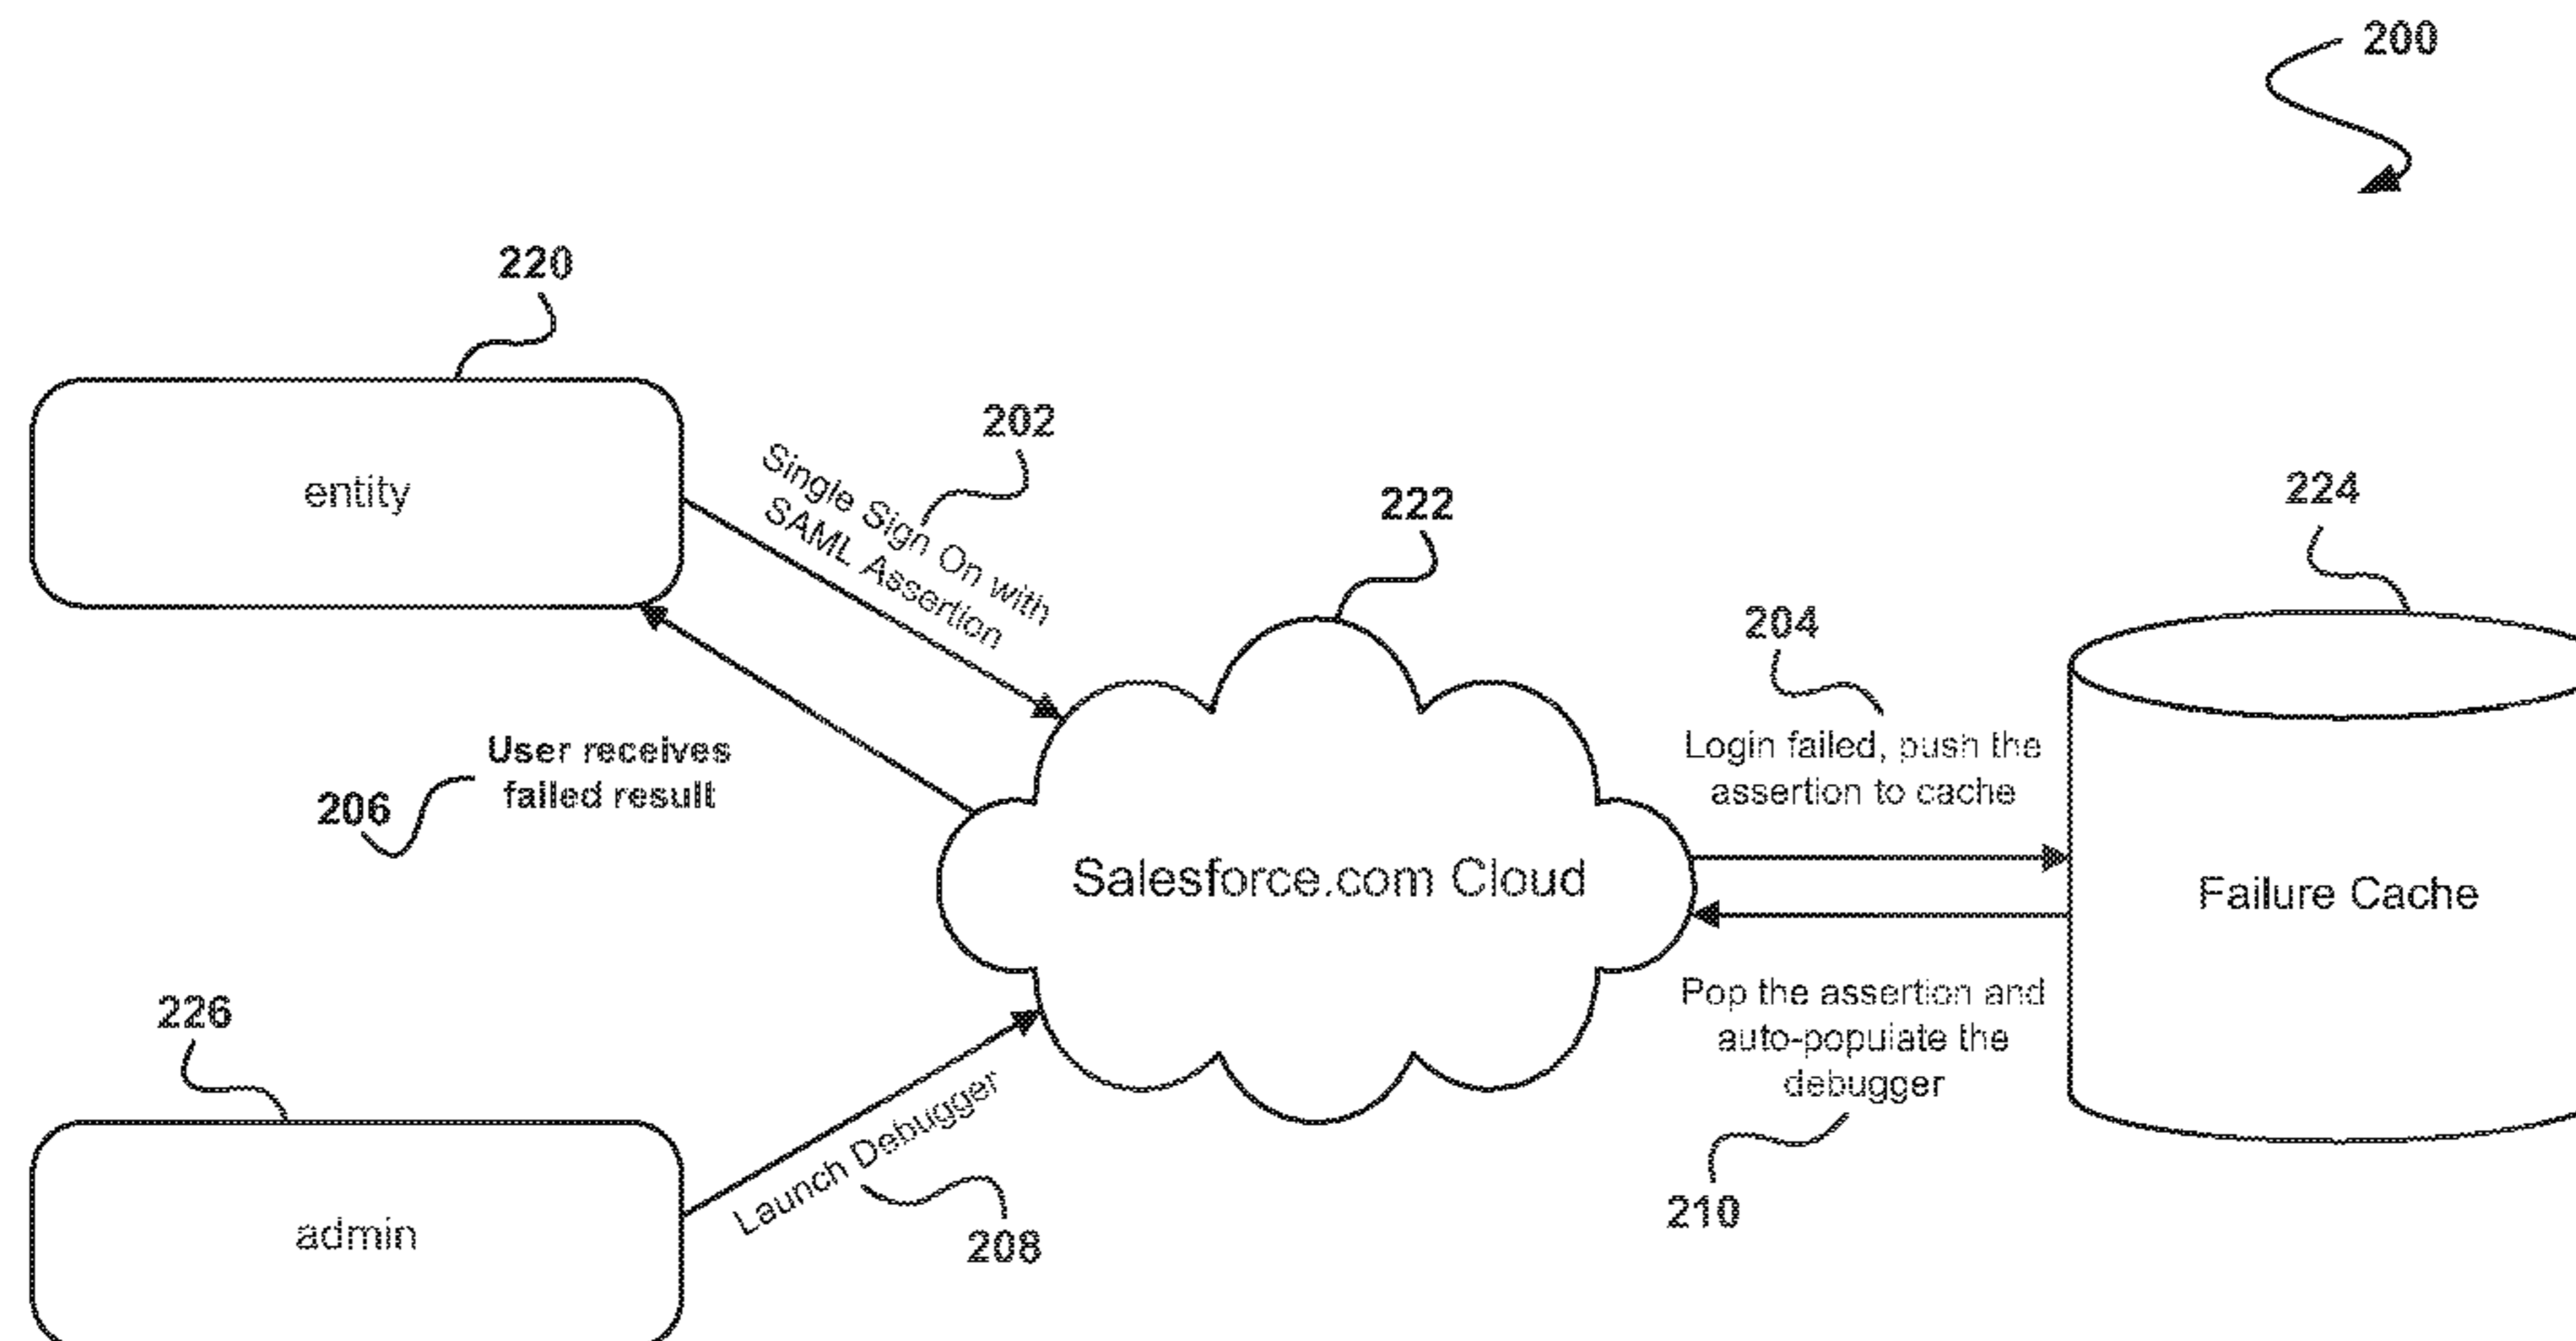 200
220
entity
202
Single Sign On with
SAML Assertion
222
224
204
Login failed, push the
assertion to cache
User receives
failed result
206
Salesforce.com Cloud
Failure Cache
Pop the assertion and
auto-populate the
debugger
210
226
admin
Launch Debugger
208